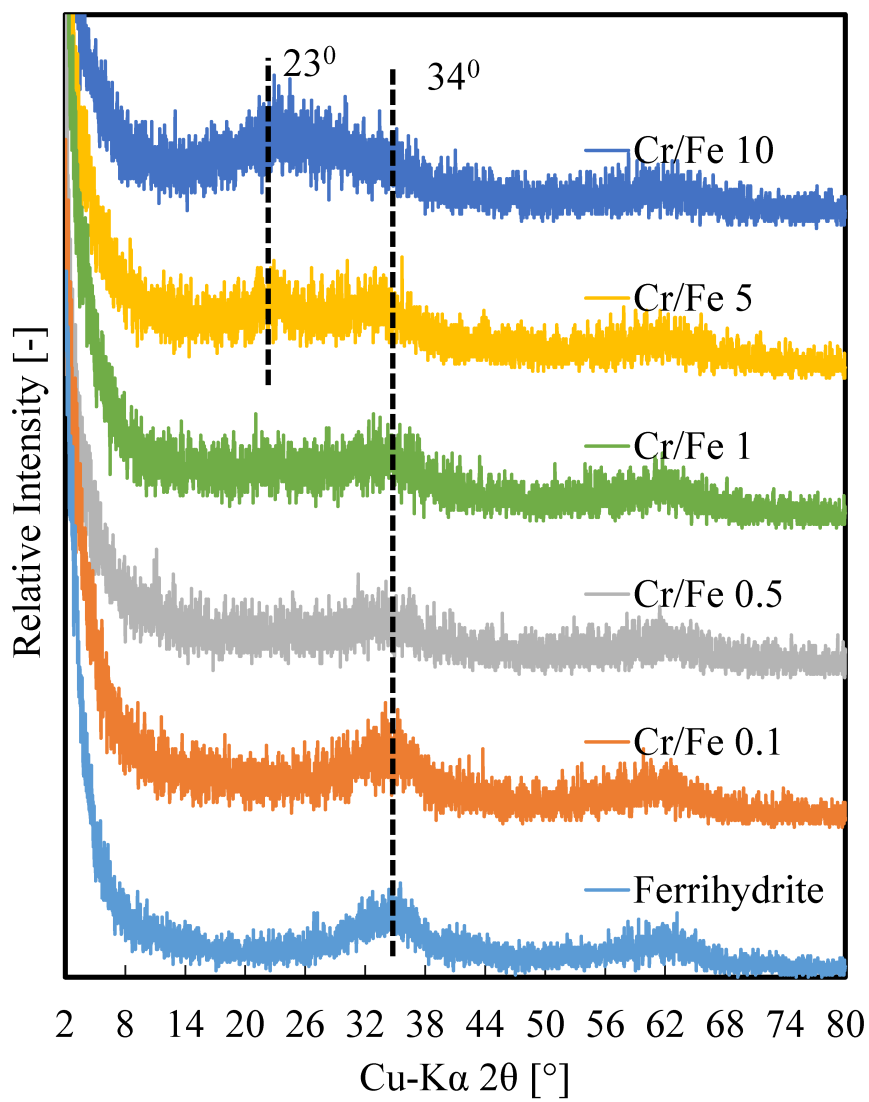 23⁰
34⁰
Cr/Fe 10
Cr/Fe 5
Cr/Fe 1
Cr/Fe 0.5
Cr/Fe 0.1
Ferrihydrite
Relative Intensity [-]
2 8 14 20 26 32 38 44 50 56 62 68 74 80
Cu-Kα 2θ [°]